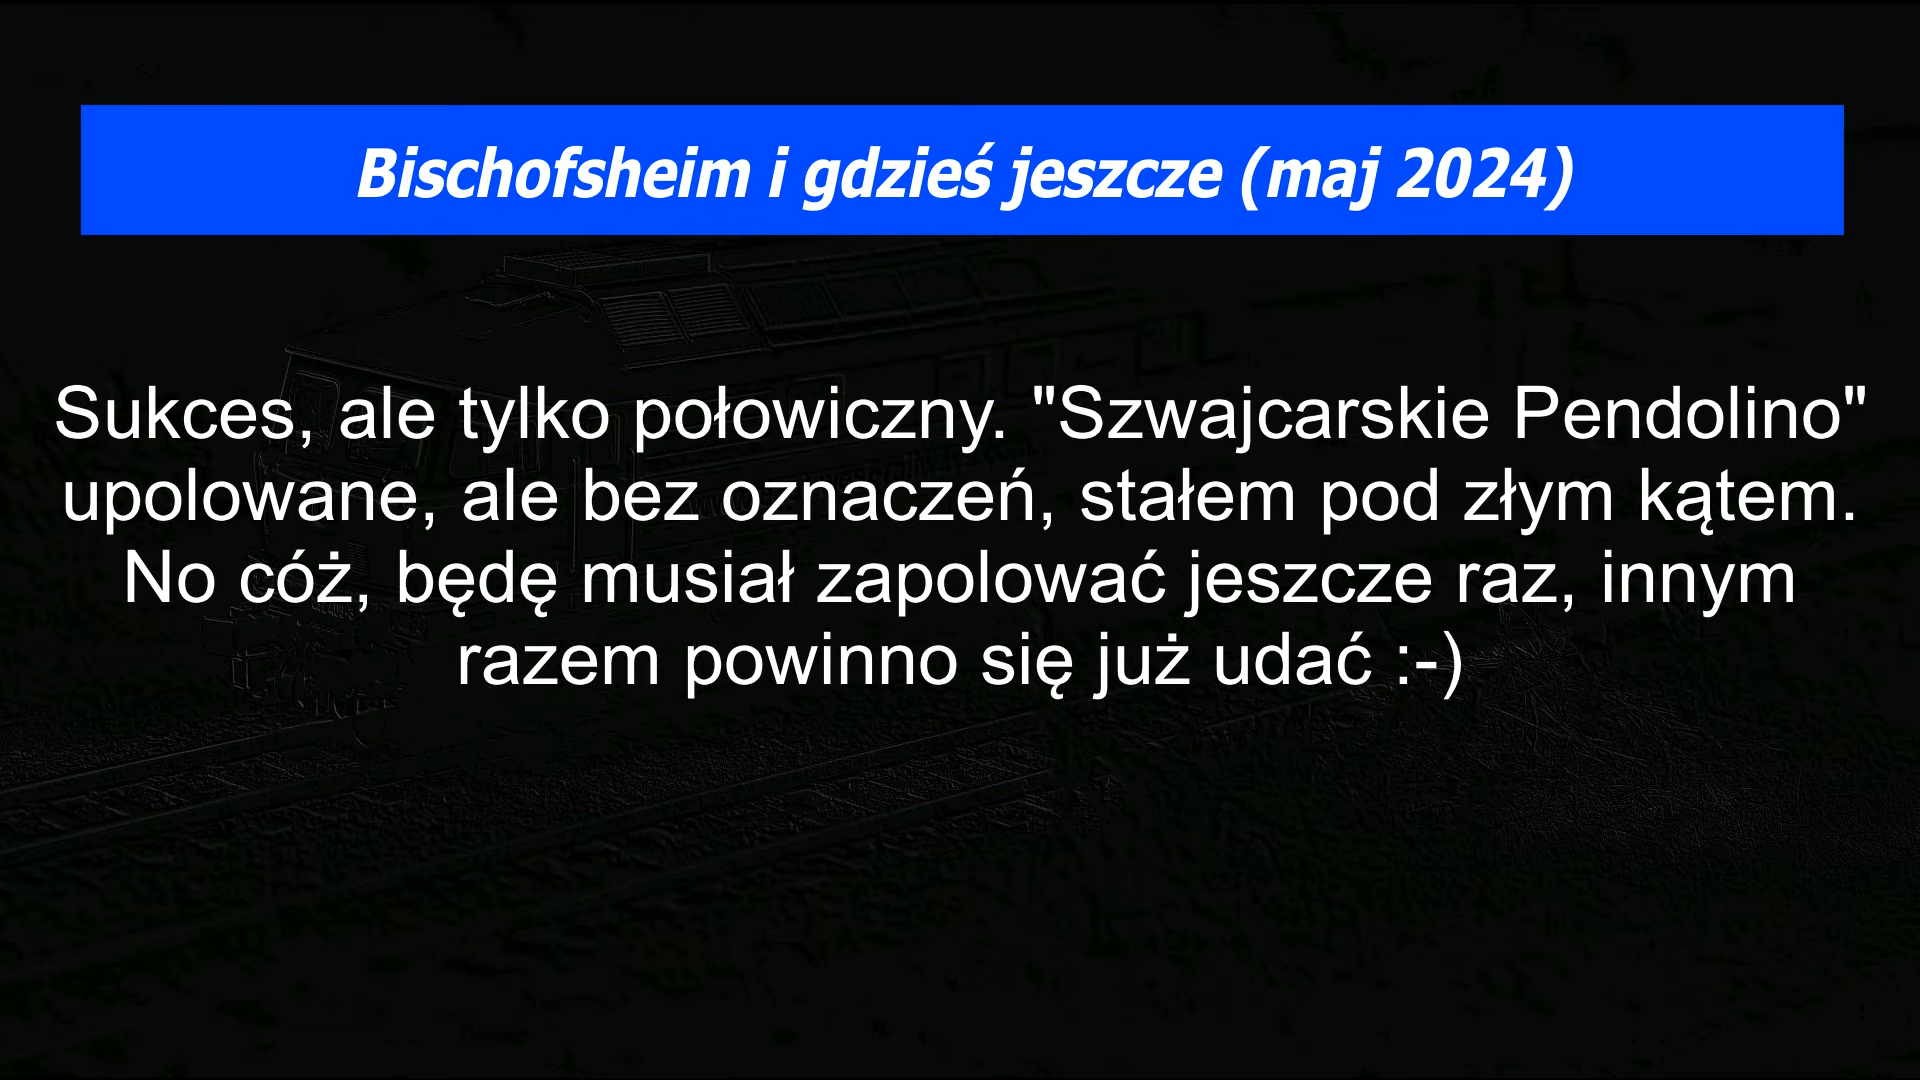 Bischofsheim i gdzieś jeszcze (maj 2024)
Sukces, ale tylko połowiczny. "Szwajcarskie Pendolino"
upolowane, ale bez oznaczeń, stałem pod złym kątem.
No cóż, będę musiał zapolować jeszcze raz, innym
razem powinno się już udać :-)